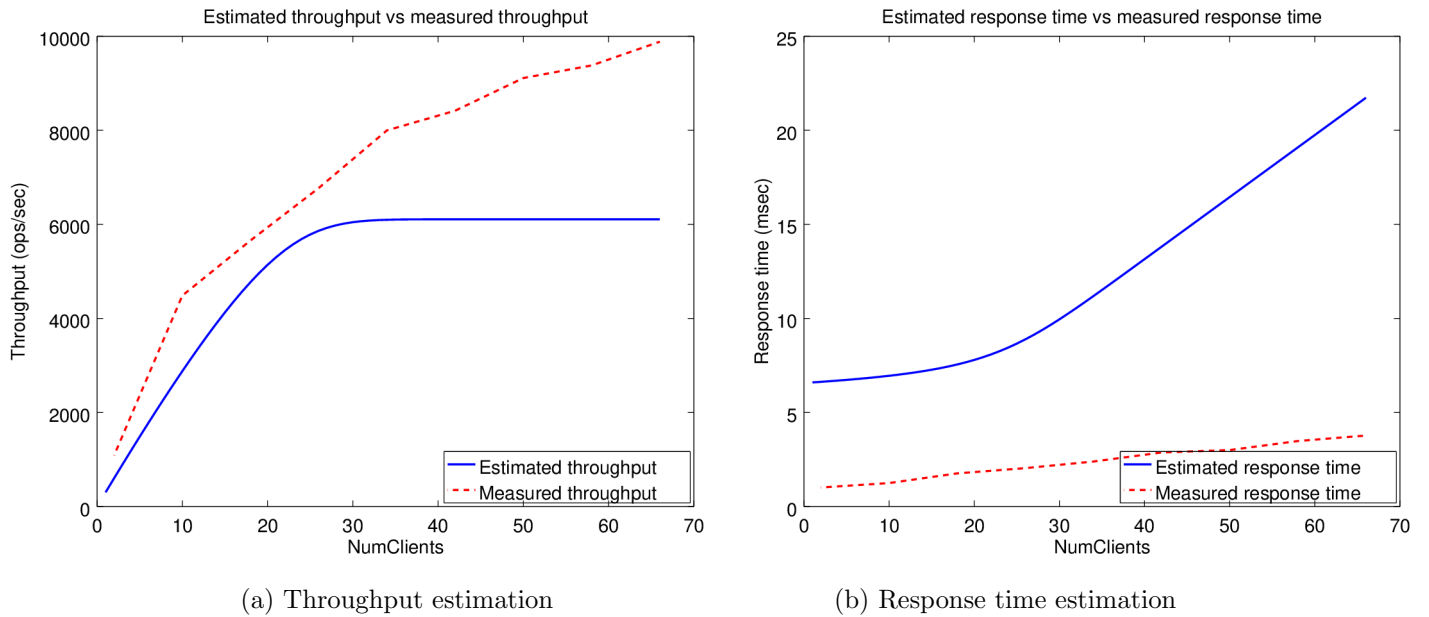 Estimated throughput vs measured throughput
10000
8000
6000
4000
2000
0
Throughput (ops/sec)
Estimated throughput
Measured throughput
0 10 20 30 40 50 60 70
NumClients
(a) Throughput estimation
Estimated response time vs measured response time
25
20
15
10
5
0
Response time (msec)
Estimated response time
Measured response time
0 10 20 30 40 50 60 70
NumClients
(b) Response time estimation